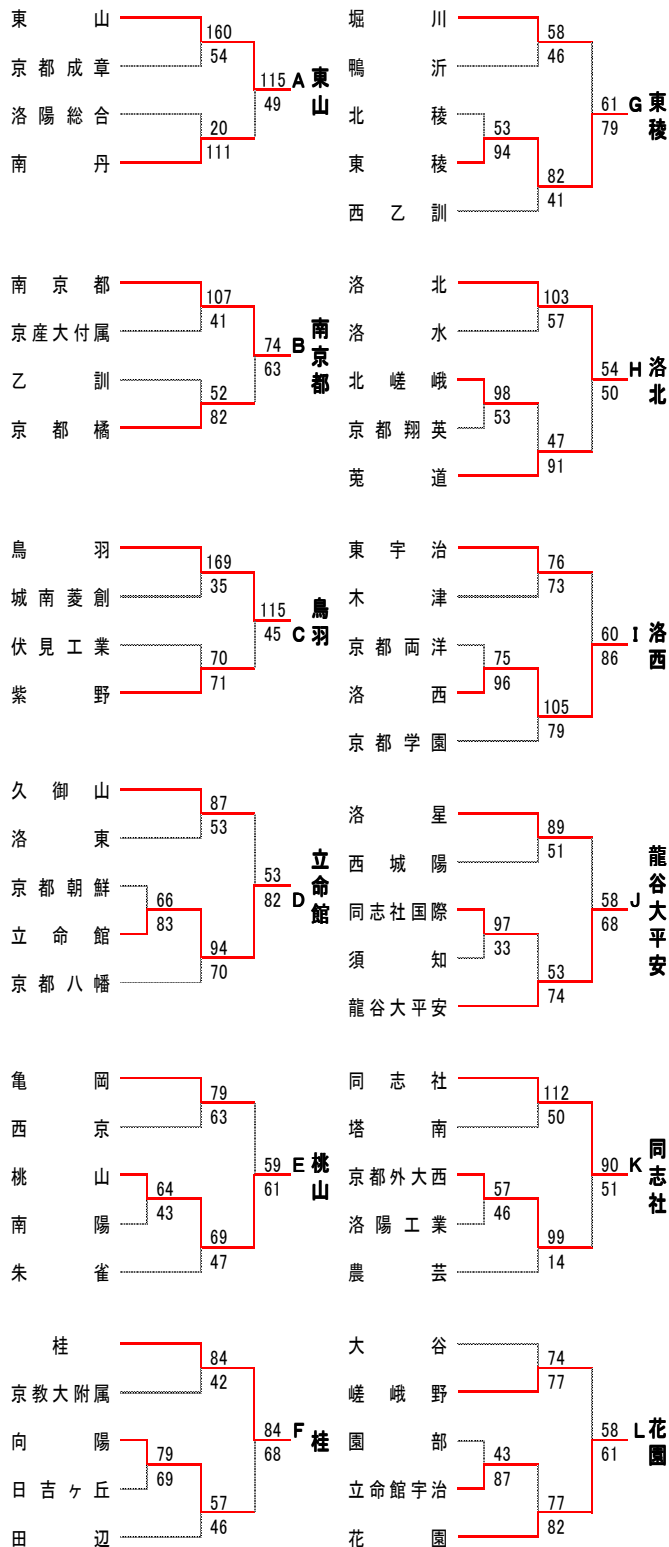 東山
160
京都成章
54
115 A 東山
49
洛陽総合
20
南丹
111
南京都
107
京産大付属
41
74 B 南京都
63
乙訓
52
京都橘
82
鳥羽
169
城南菱創
35
115 C 鳥羽
45
伏見工業
70
紫野
71
久御山
87
洛東
53
53 D 立命館
82
京都朝鮮
66
立命館
83
94
京都八幡
70
亀岡
79
西京
63
59 E 桃山
61
桃山
64
南陽
43
69
朱雀
47
桂
84
京教大附属
42
84 F 桂
68
向陽
79
日吉ヶ丘
69
57
田辺
46
堀川
58
鴨沂
46
61 G 東稜
79
北稜
53
東稜
94
82
西乙訓
41
洛北
103
洛水
57
54 H 洛北
50
北嵯峨
98
京都翔英
53
47
莵道
91
東宇治
76
木津
73
60 I 洛西
86
京都両洋
75
洛西
96
105
京都学園
79
洛星
89
西城陽
51
58 J 龍谷大平安
68
同志社国際
97
須知
33
53
龍谷大平安
74
同志社
112
塔南
50
90 K 同志社
51
京都外大西
57
洛陽工業
46
99
農芸
14
大谷
74
嵯峨野
77
58 L 花園
61
園部
43
立命館宇治
87
77
花園
82